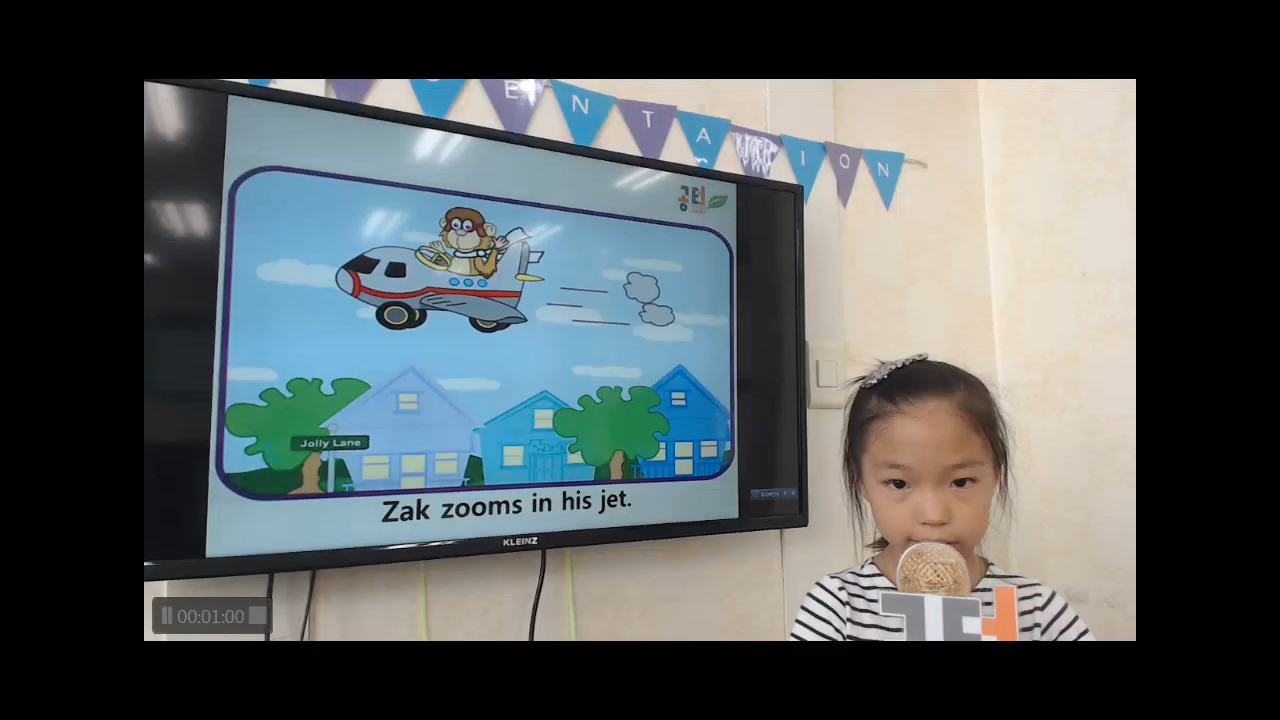 E N T A I O N
Jolly Lane
Zak zooms in his jet.
KLEINZ
00:01:00